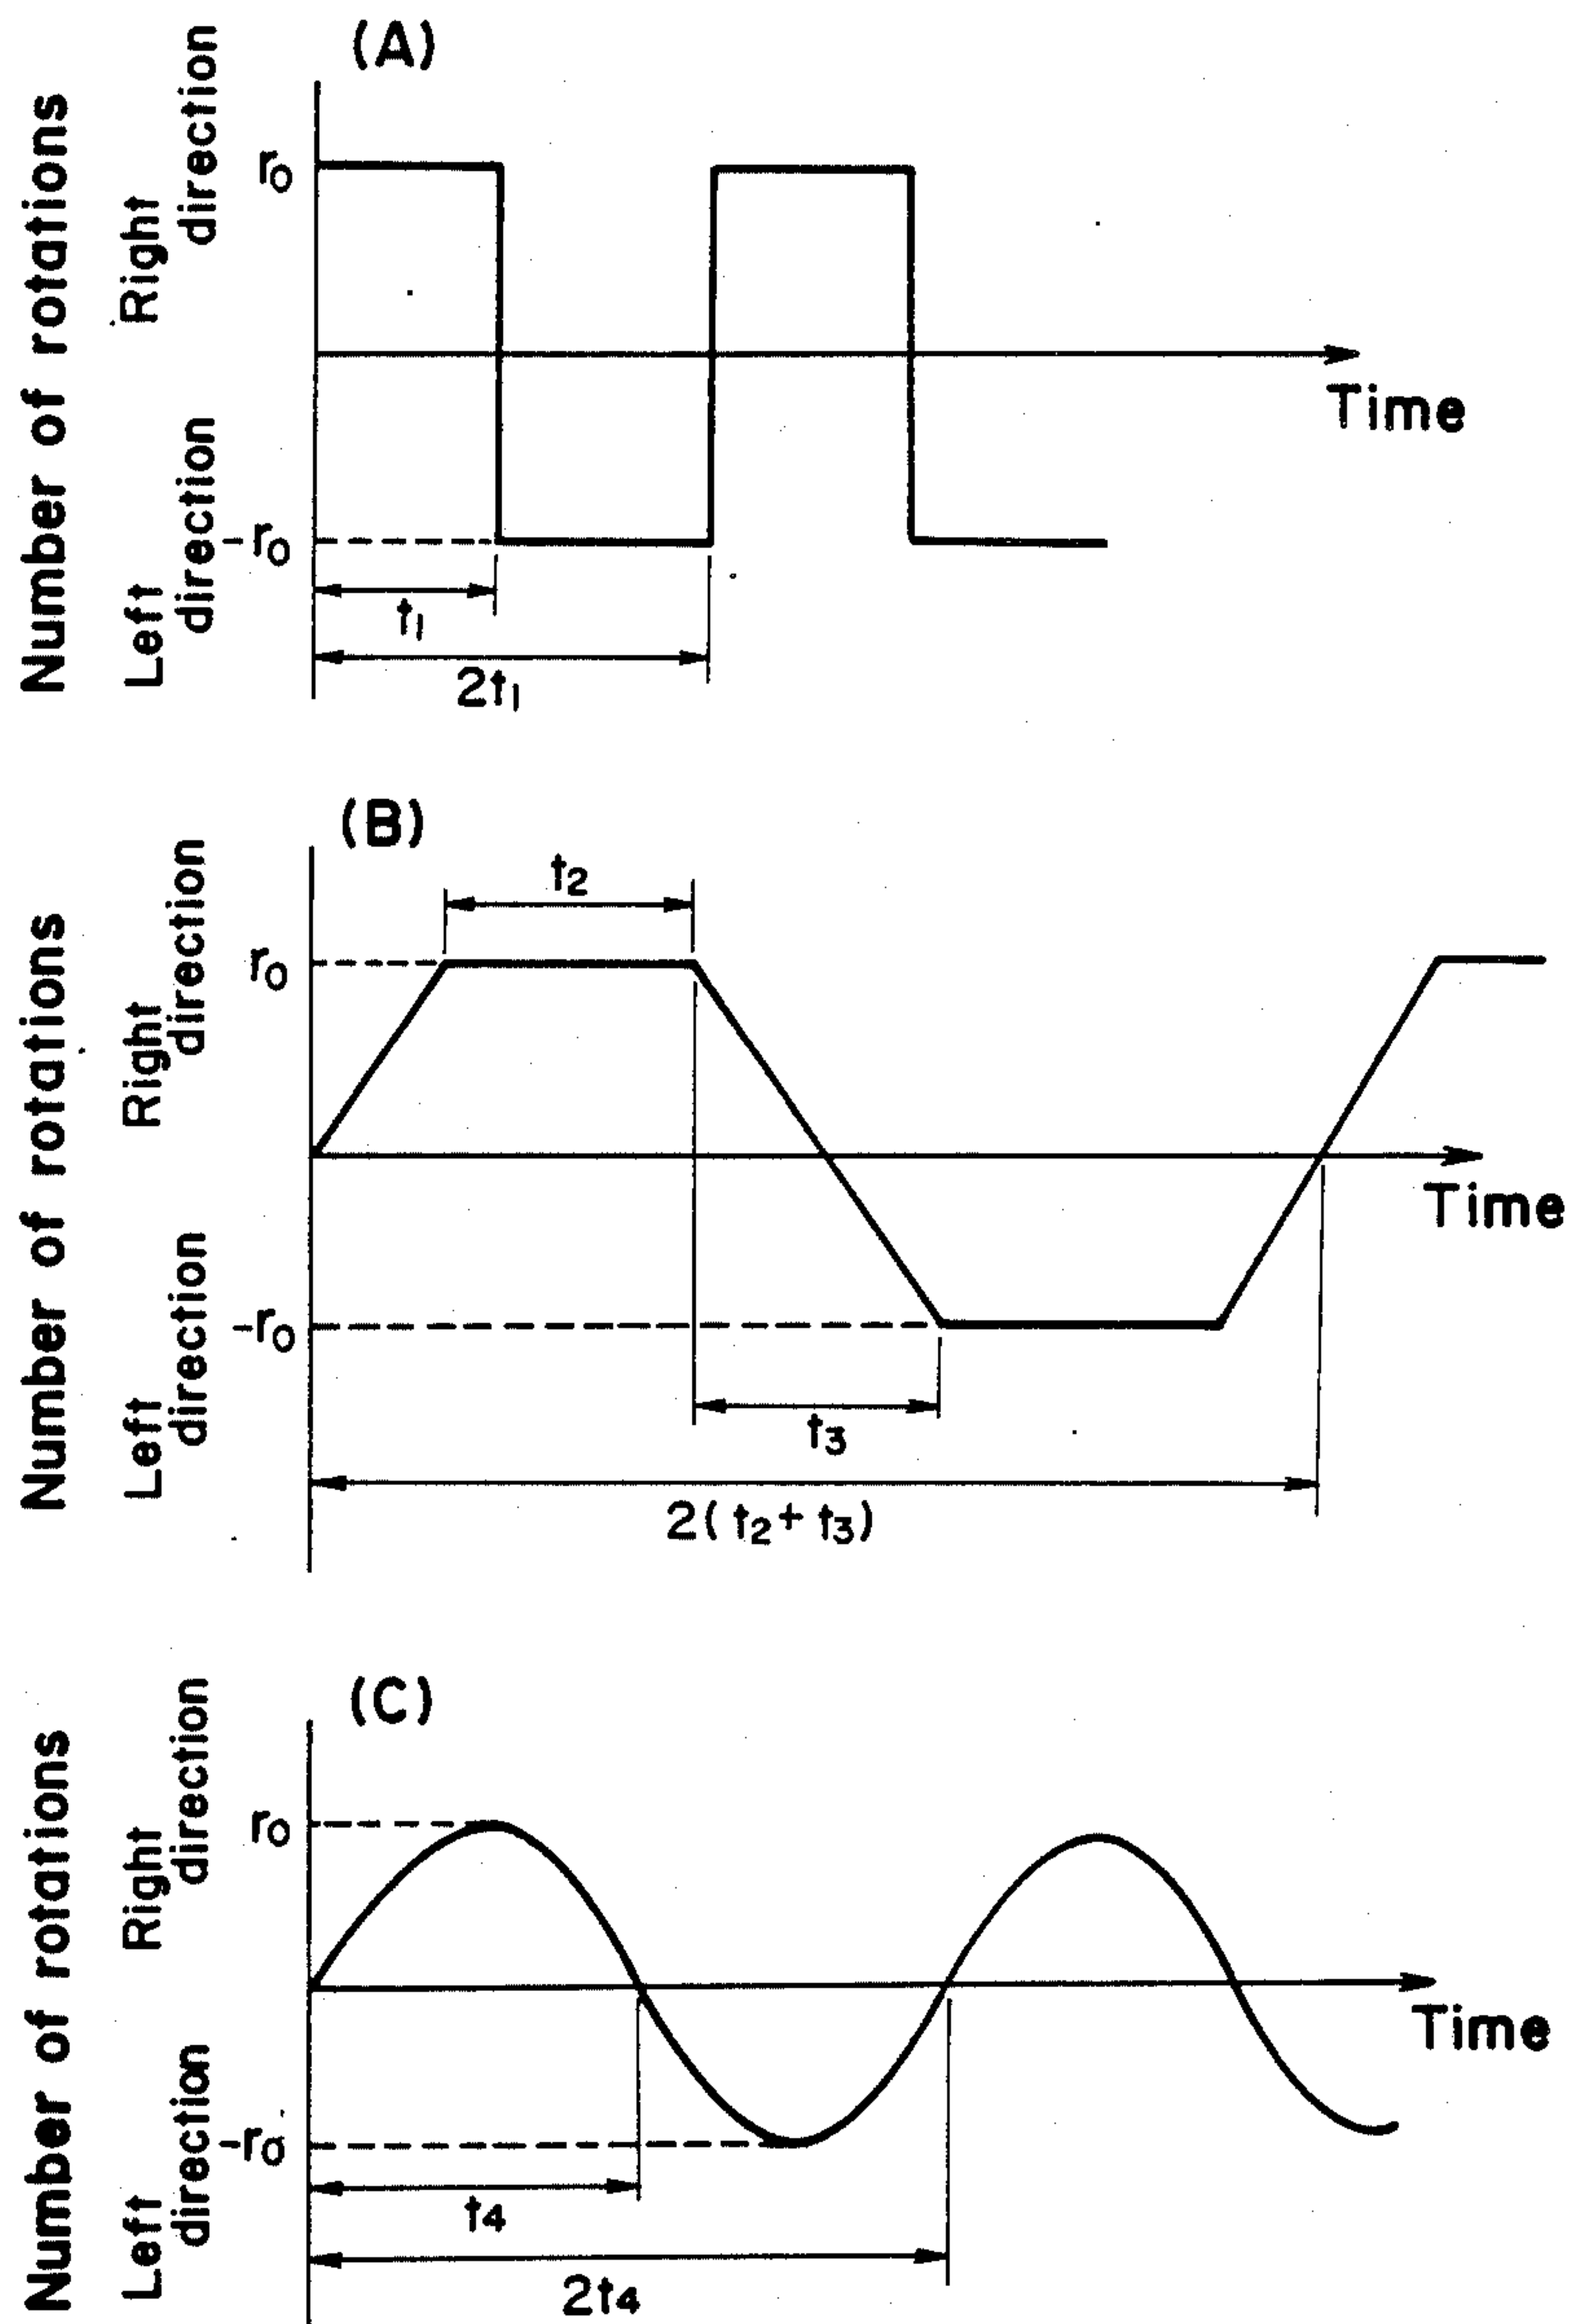 (A)
Number of rotations
Right direction
Left direction
r0
-r0
t1
2t1
Time
(B)
Number of rotations
Right direction
Left direction
t2
r0
-r0
t3
2(t2+t3)
Time
(C)
Number of rotations
Right direction
Left direction
r0
-r0
t4
2t4
Time